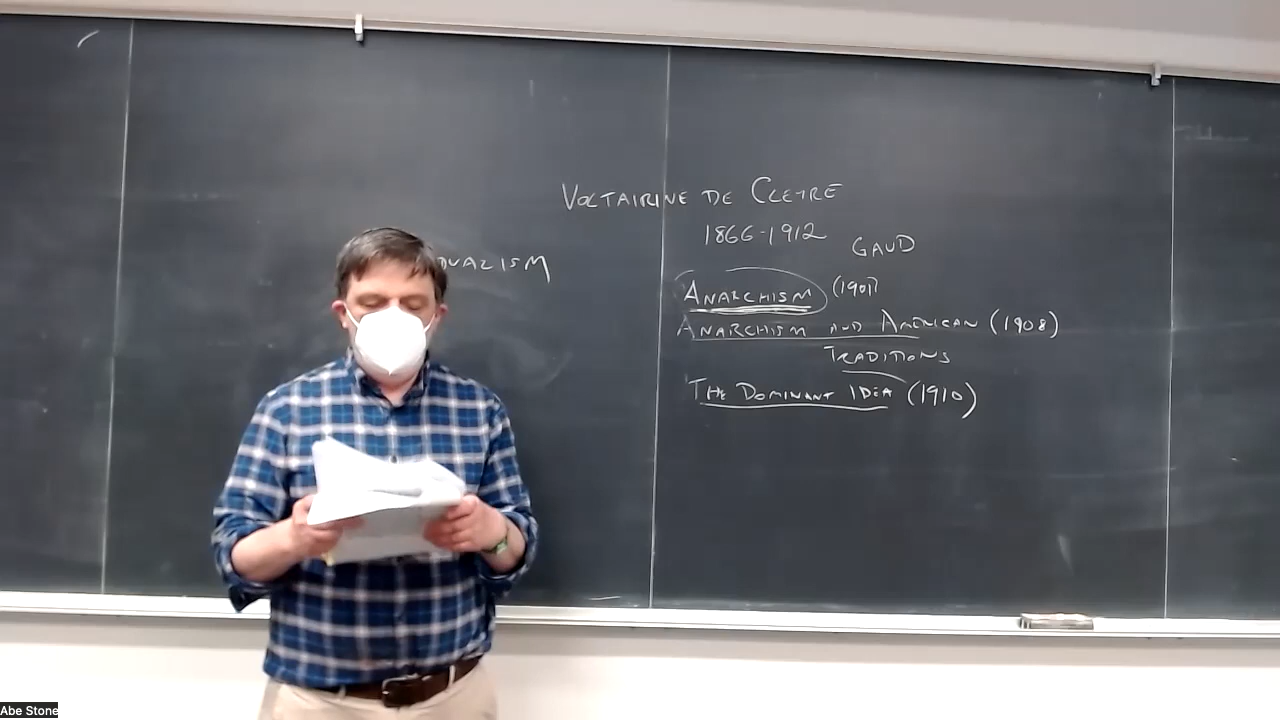 VOLTAIRINE DE CLEYRE
1866-1912
GAUD
DUALISM
ANARCHISM (1901)
ANARCHISM AND AMERICAN (1908)
TRADITIONS
THE DOMINANT IDEA (1910)
Abe Stone